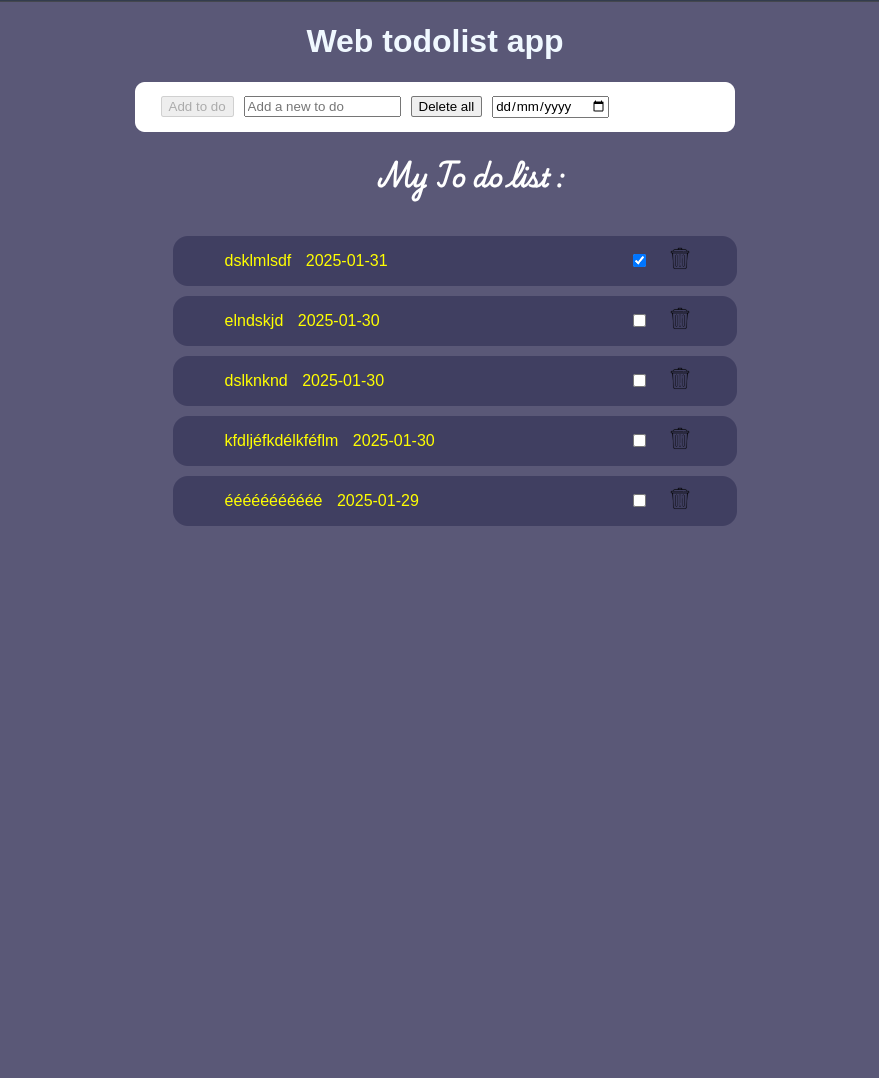 Web todolist app
Add to do Add a new to do Delete all dd/mm/yyyy
My To do list :
dsklmlsdf 2025-01-31
elndskjd 2025-01-30
dslknknd 2025-01-30
kfdljéfkdélkféflm 2025-01-30
ééééééééééé 2025-01-29